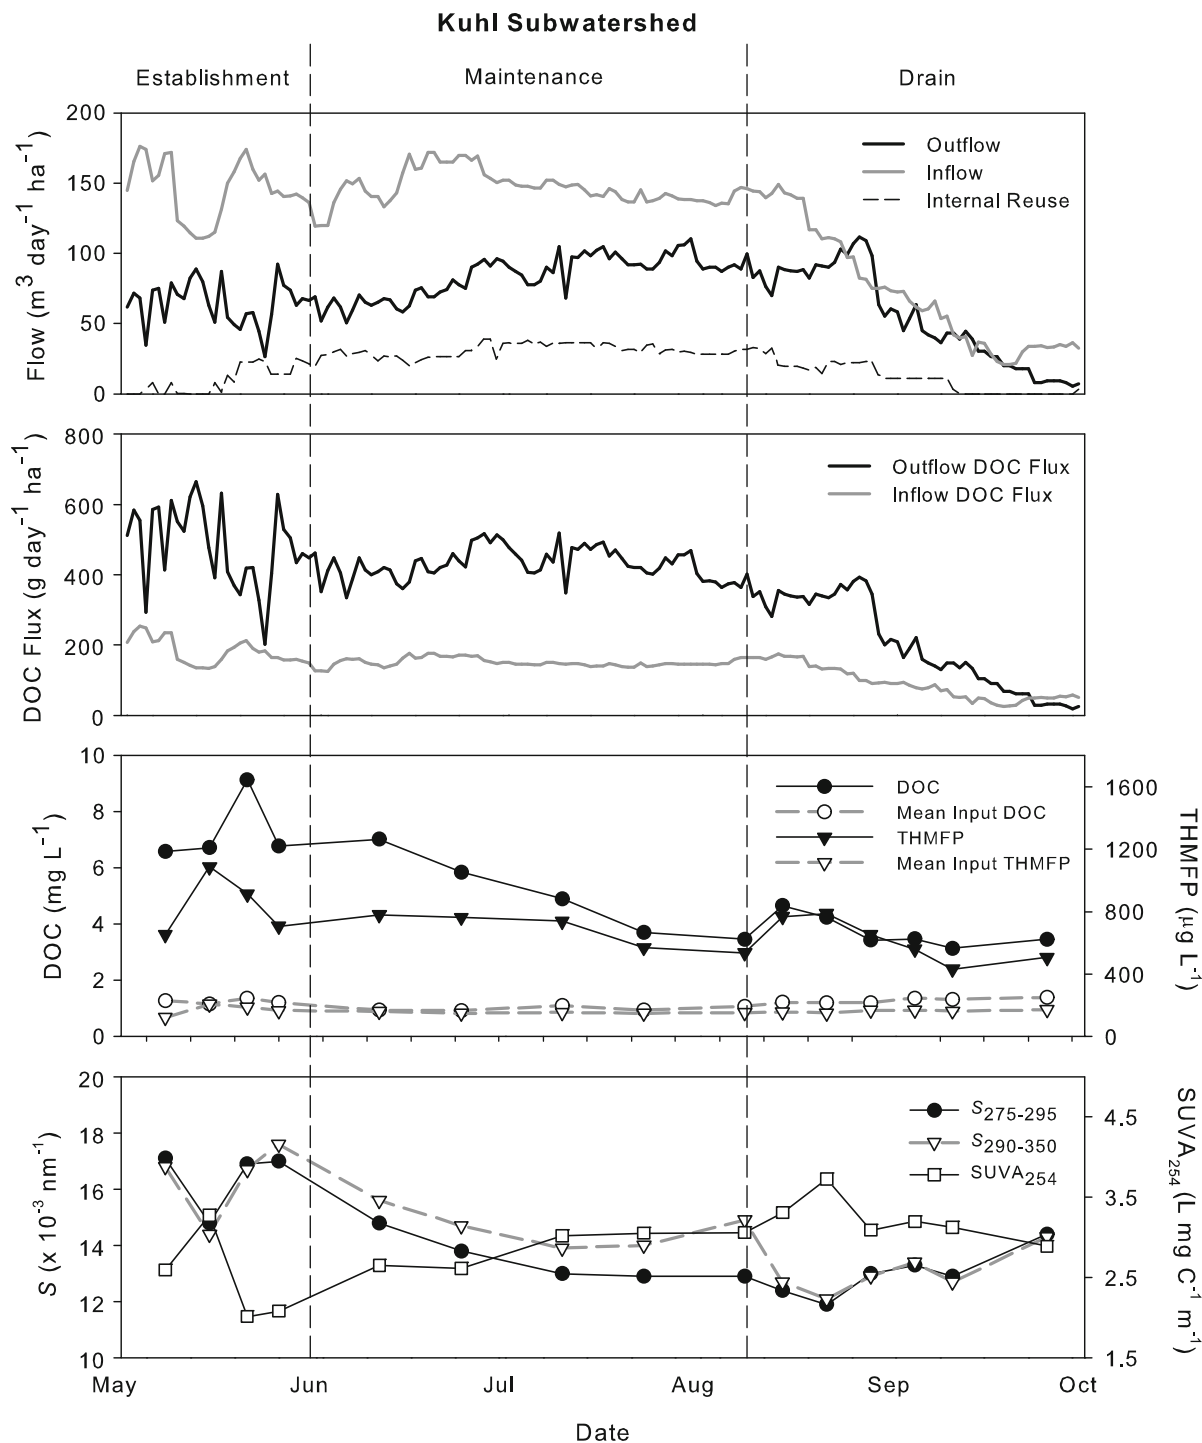 Kuhl Subwatershed
Establishment Maintenance Drain
200
150
100
50
0
Flow (m³ day⁻¹ ha⁻¹)
Outflow
Inflow
Internal Reuse
800
600
400
200
0
DOC Flux (g day⁻¹ ha⁻¹)
Outflow DOC Flux
Inflow DOC Flux
10
8
6
4
2
0
DOC (mg L⁻¹)
DOC
Mean Input DOC
THMFP
Mean Input THMFP
1600
1200
800
400
0
THMFP (µg L⁻¹)
20
18
16
14
12
10
S (x 10⁻³ nm⁻¹)
S275-295
S290-350
SUVA254
4.5
3.5
2.5
1.5
SUVA254 (L mg C⁻¹ m⁻¹)
May Jun Jul Aug Sep Oct
Date